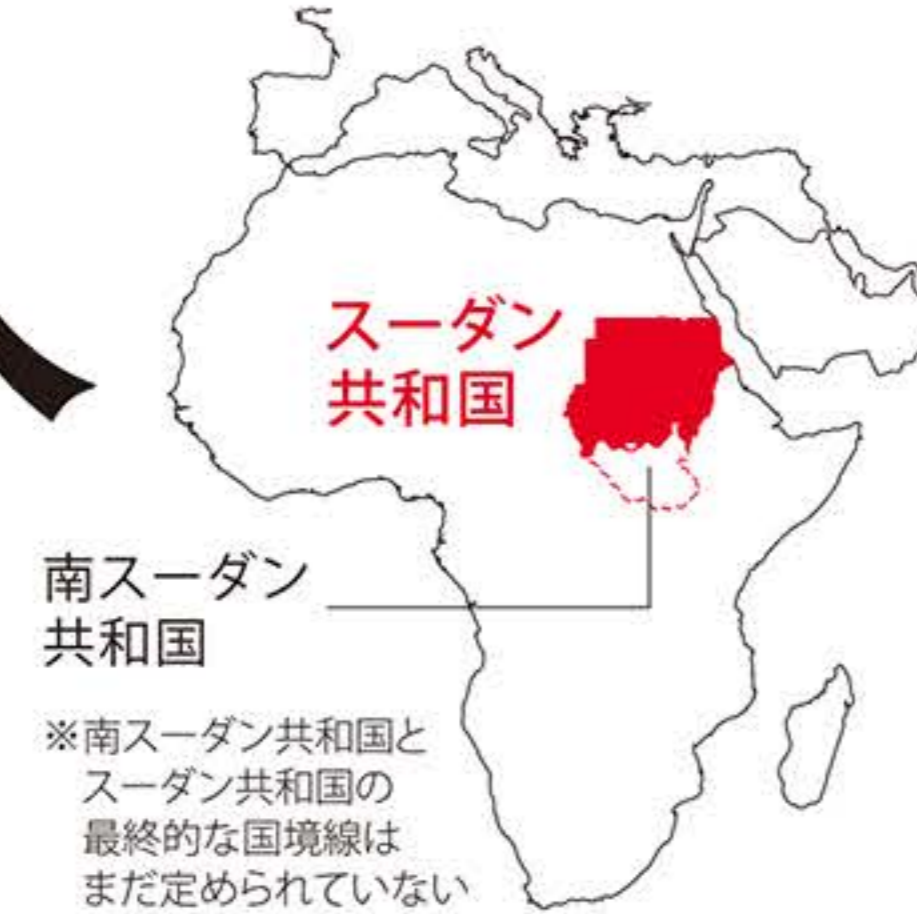 スーダン
共和国
南スーダン
共和国
※南スーダン共和国と
スーダン共和国の
最終的な国境線は
まだ定められていない